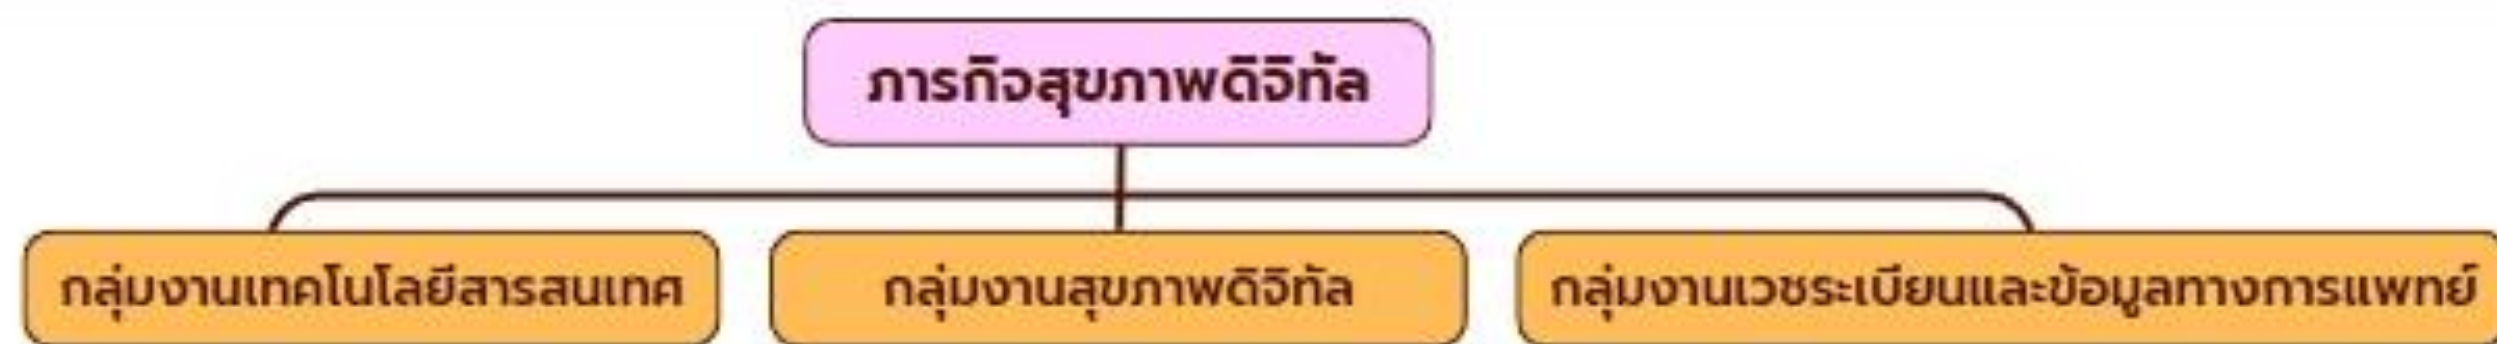 ภารกิจสุขภาพดิจิทัล
กลุ่มงานเทคโนโลยีสารสนเทศ
กลุ่มงานสุขภาพดิจิทัล
กลุ่มงานเวชระเบียนและข้อมูลทางการแพทย์